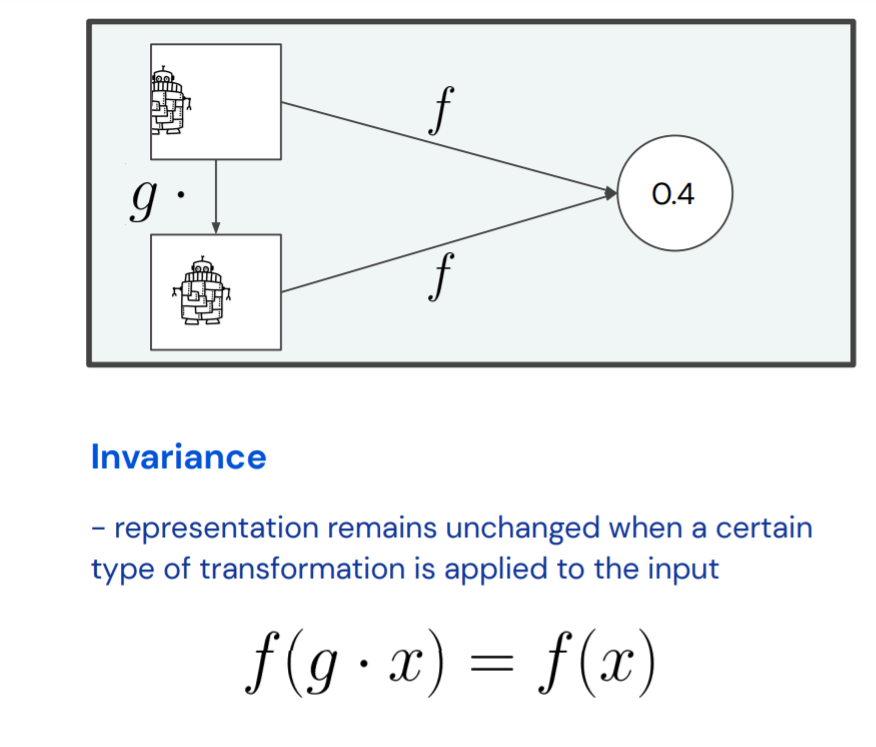 f
g ·
0.4
f
Invariance
– representation remains unchanged when a certain
type of transformation is applied to the input
f(g · x) = f(x)